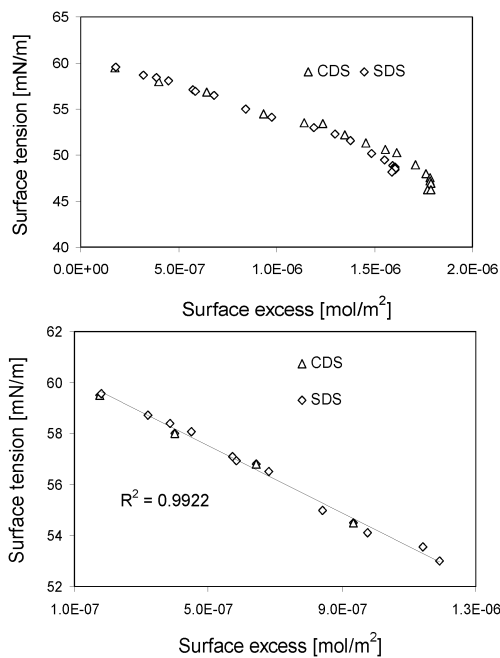 65
60
55
50
45
40
Surface tension [mN/m]
△ CDS ◇ SDS
0.0E+00 5.0E-07 1.0E-06 1.5E-06 2.0E-06
Surface excess [mol/m²]
62
60
58
56
54
52
Surface tension [mN/m]
△ CDS
◇ SDS
R² = 0.9922
1.0E-07 5.0E-07 9.0E-07 1.3E-06
Surface excess [mol/m²]